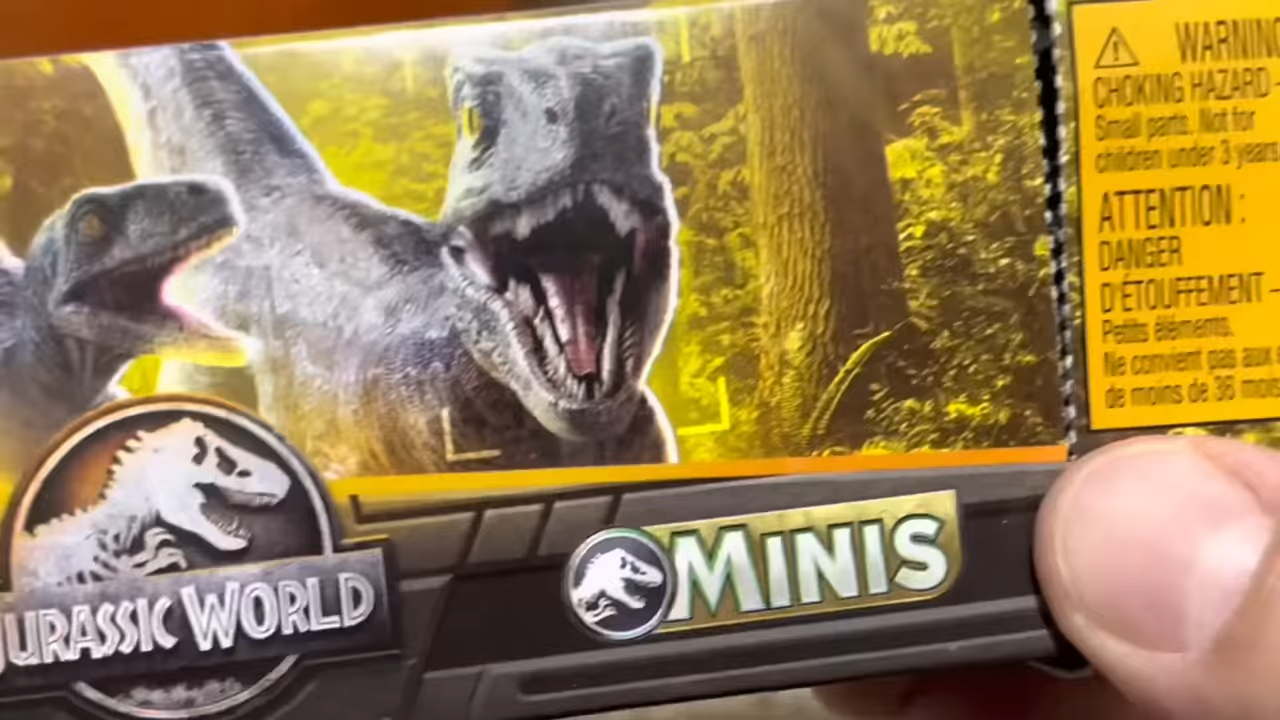 WARNING
CHOKING HAZARD
Small parts. Not for
children under 3 years
ATTENTION :
DANGER
D'ÉTOUFFEMENT –
Petits éléments.
Ne convient pas aux
de moins de 36 mois
JURASSIC WORLD
MINIS